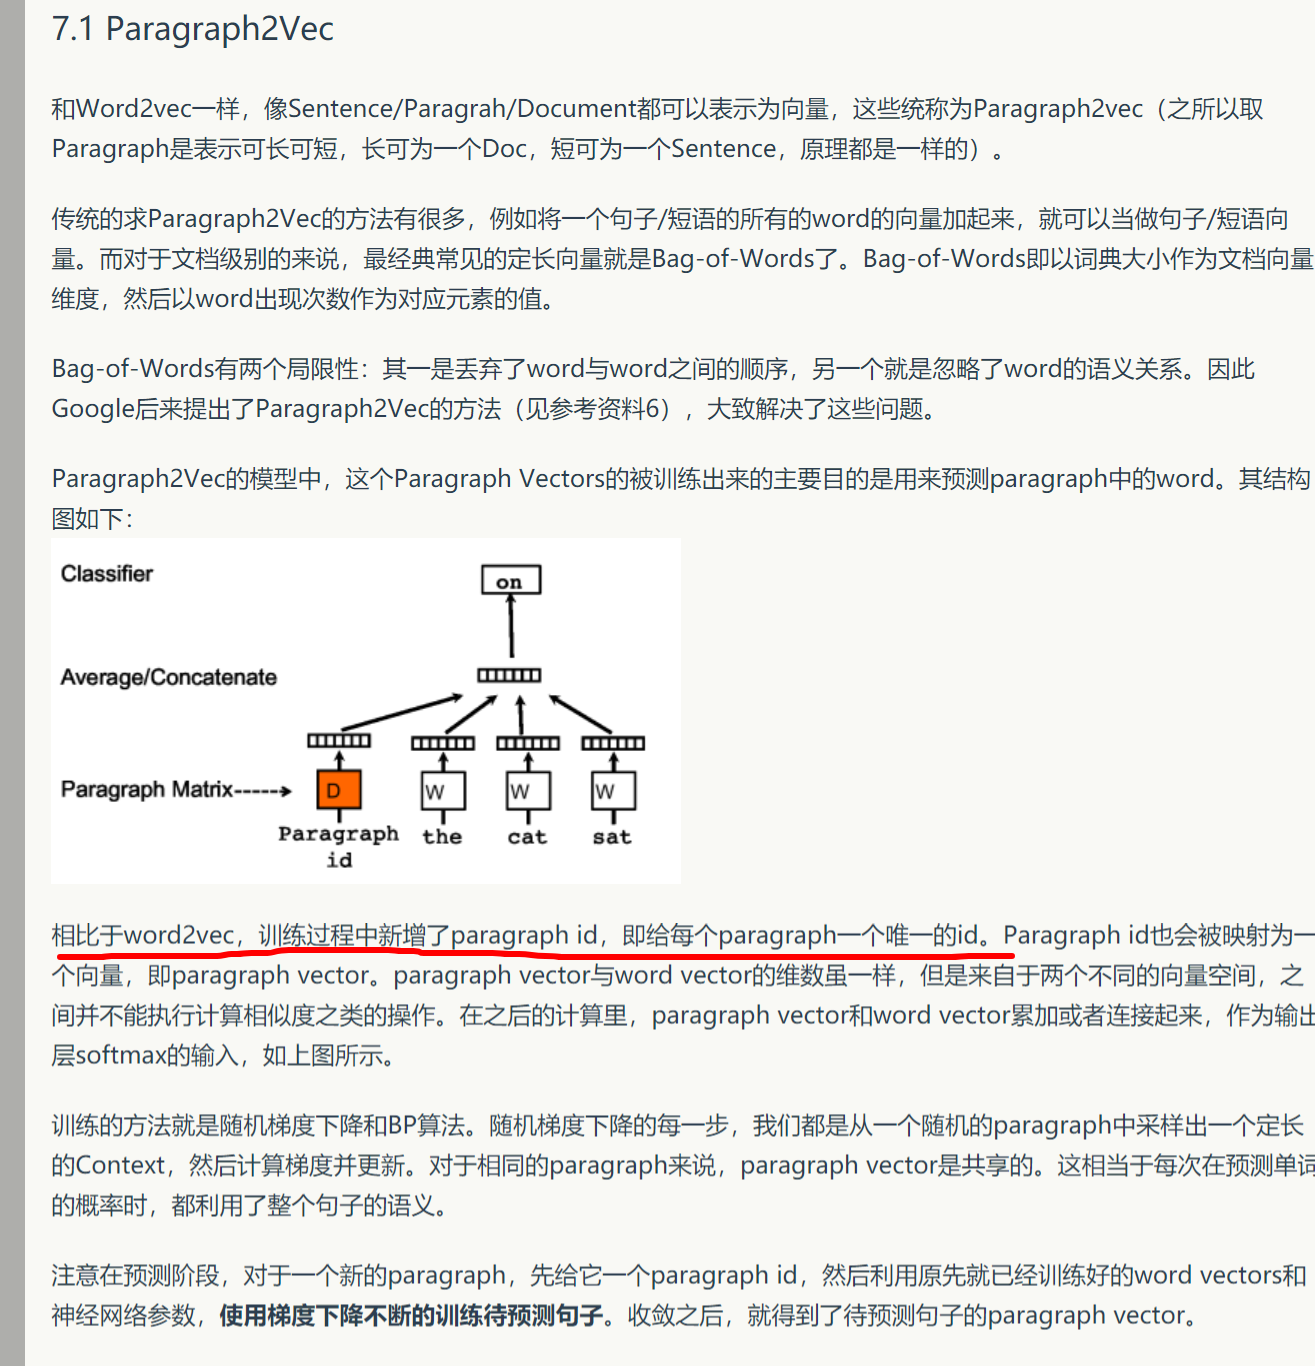 7.1 Paragraph2Vec
和Word2vec一样，像Sentence/Paragrah/Document都可以表示为向量，这些统称为Paragraph2vec（之所以取
Paragraph是表示可长可短，长可为一个Doc，短可为一个Sentence，原理都是一样的）。
传统的求Paragraph2Vec的方法有很多，例如将一个句子/短语的所有的word的向量加起来，就可以当做句子/短语向
量。而对于文档级别的来说，最经典常见的定长向量就是Bag-of-Words了。Bag-of-Words即以词典大小作为文档向量
维度，然后以word出现次数作为对应元素的值。
Bag-of-Words有两个局限性：其一是丢弃了word与word之间的顺序，另一个就是忽略了word的语义关系。因此
Google后来提出了Paragraph2Vec的方法（见参考资料6），大致解决了这些问题。
Paragraph2Vec的模型中，这个Paragraph Vectors的被训练出来的主要目的是用来预测paragraph中的word。其结构
图如下：
Classifier
on
Average/Concatenate
Paragraph Matrix
D
W
W
W
Paragraph
id
the
cat
sat
相比于word2vec，训练过程中新增了paragraph id，即给每个paragraph一个唯一的id。Paragraph id也会被映射为一
个向量，即paragraph vector。paragraph vector与word vector的维数虽一样，但是来自于两个不同的向量空间，之
间并不能执行计算相似度之类的操作。在之后的计算里，paragraph vector和word vector累加或者连接起来，作为输出
层softmax的输入，如上图所示。
训练的方法就是随机梯度下降和BP算法。随机梯度下降的每一步，我们都是从一个随机的paragraph中采样出一个定长
的Context，然后计算梯度并更新。对于相同的paragraph来说，paragraph vector是共享的。这相当于每次在预测单词
的概率时，都利用了整个句子的语义。
注意在预测阶段，对于一个新的paragraph，先给它一个paragraph id，然后利用原先就已经训练好的word vectors和
神经网络参数，使用梯度下降不断的训练待预测句子。收敛之后，就得到了待预测句子的paragraph vector。